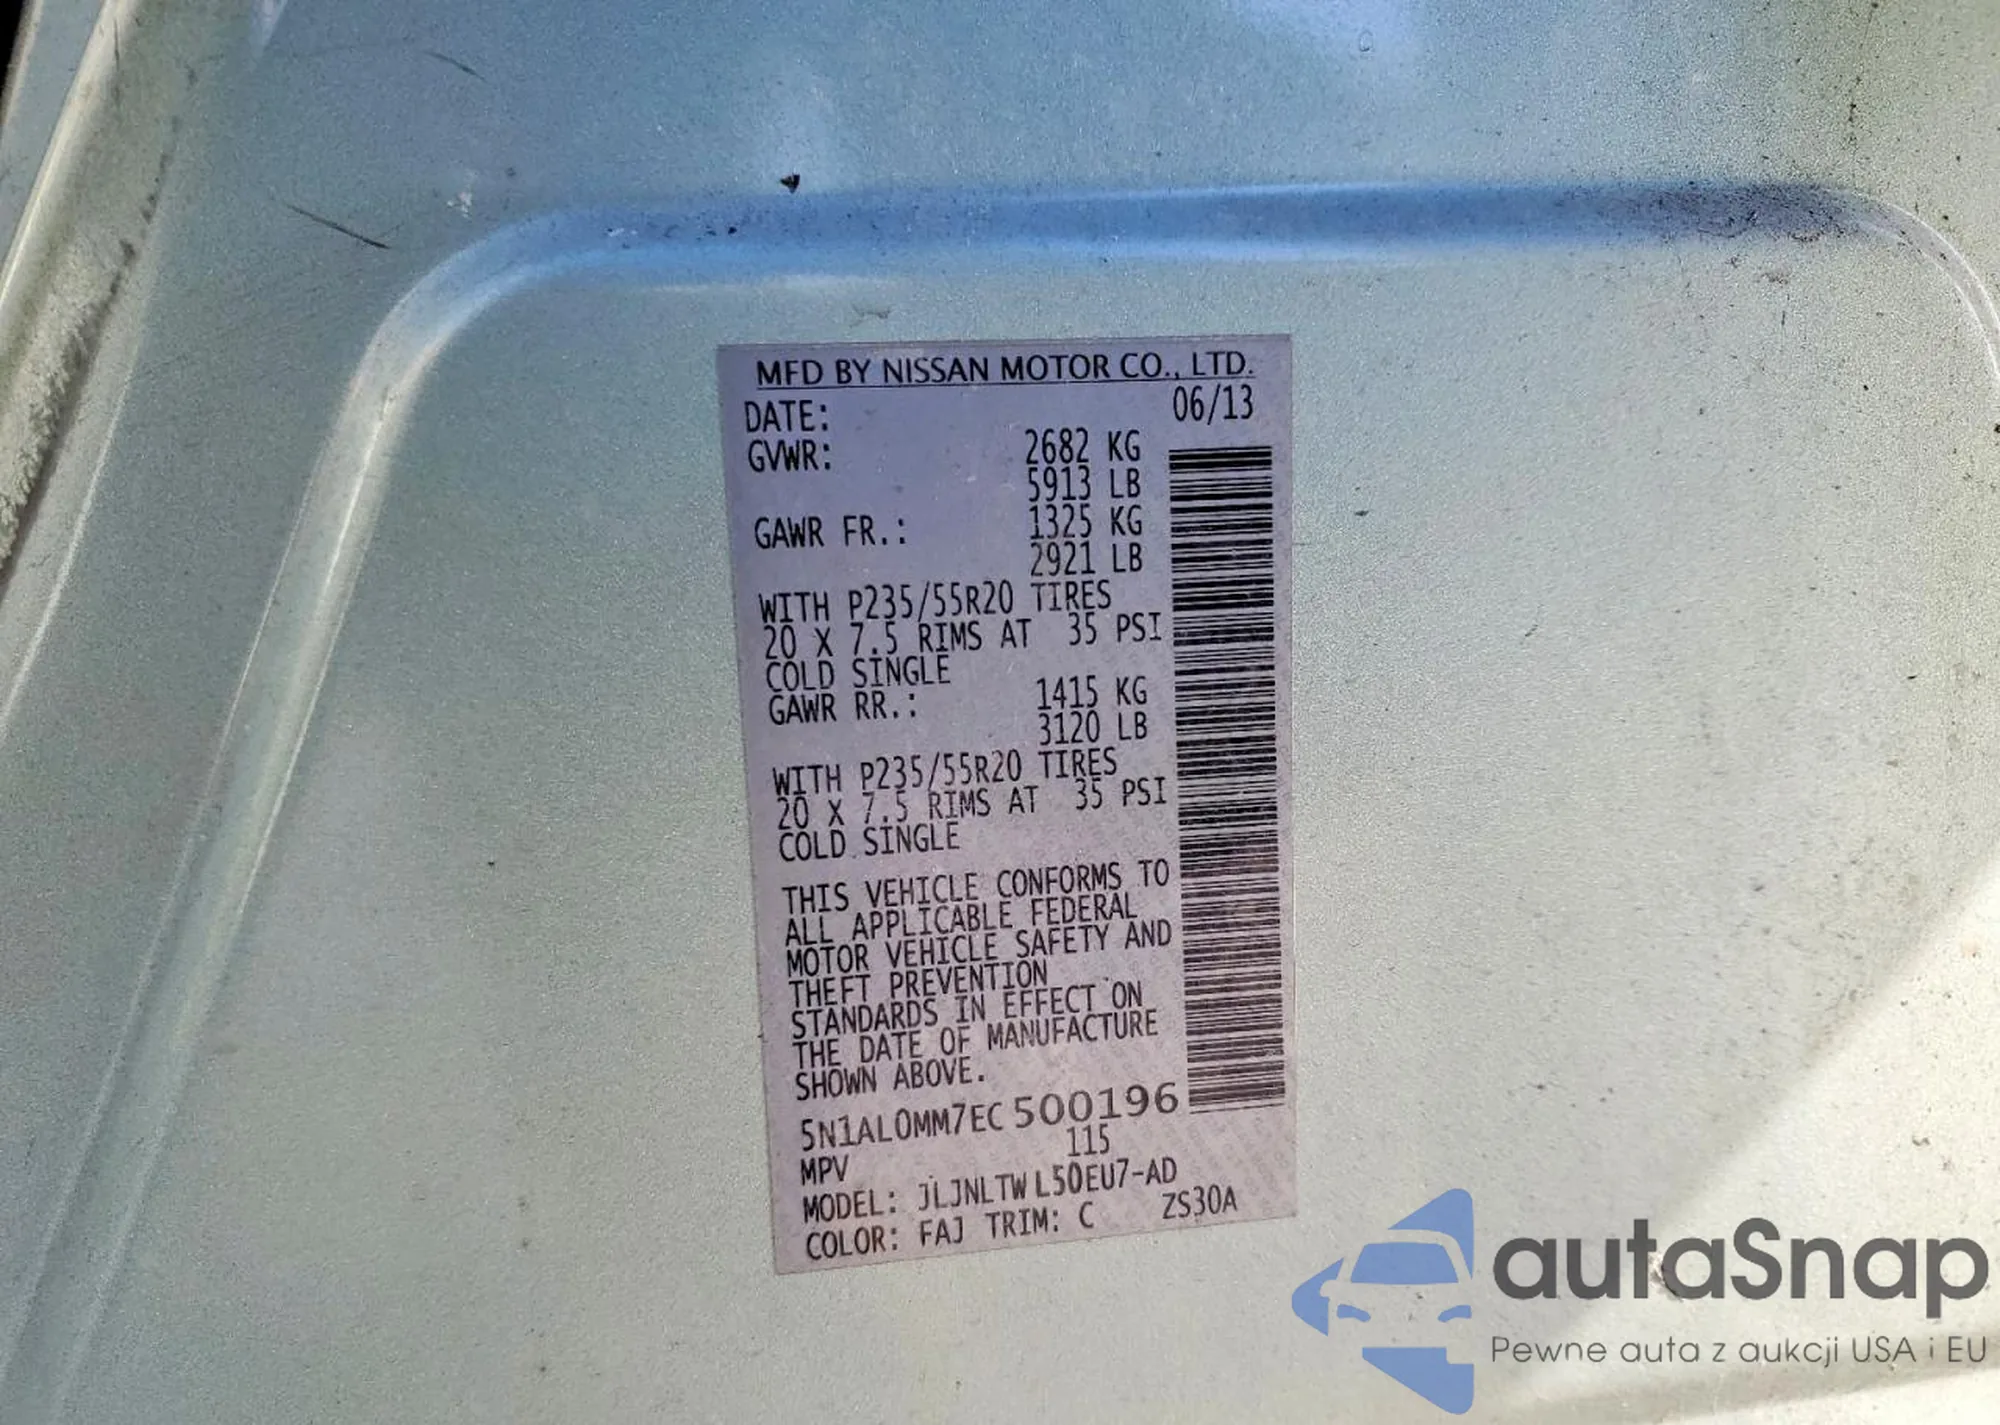 MFD BY NISSAN MOTOR CO., LTD.
DATE: 06/13
GVWR: 2682 KG
5913 LB
GAWR FR.: 1325 KG
2921 LB
WITH P235/55R20 TIRES
20 X 7.5 RIMS AT 35 PSI
COLD SINGLE
GAWR RR.: 1415 KG
3120 LB
WITH P235/55R20 TIRES
20 X 7.5 RIMS AT 35 PSI
COLD SINGLE
THIS VEHICLE CONFORMS TO
ALL APPLICABLE FEDERAL
MOTOR VEHICLE SAFETY AND
THEFT PREVENTION
STANDARDS IN EFFECT ON
THE DATE OF MANUFACTURE
SHOWN ABOVE.
5N1AL0MM7EC500196
MPV 115
MODEL: JLJNLTWL50EU7-AD
COLOR: FAJ TRIM: C ZS30A
autaSnap
Pewne auta z aukcji USA i EU